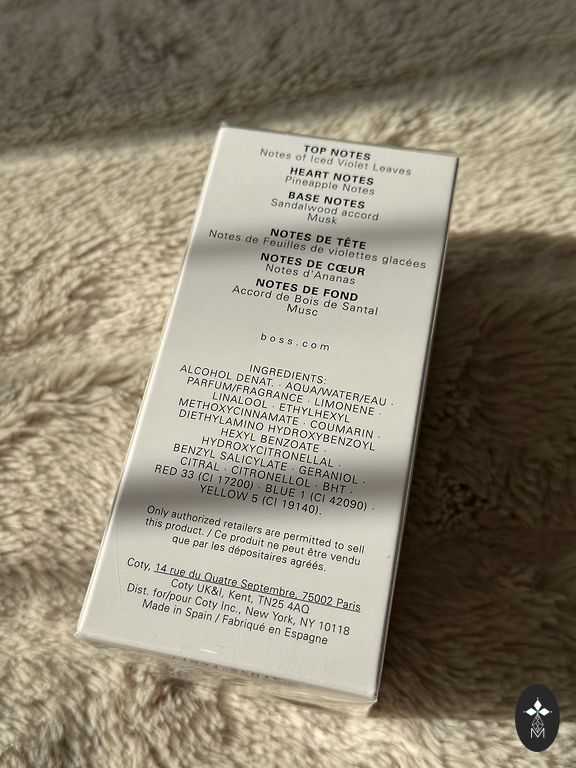 TOP NOTES
Notes of Iced Violet Leaves
HEART NOTES
Pineapple Notes
BASE NOTES
Sandalwood accord
Musk
NOTES DE TÊTE
Notes de Feuilles de violettes glacées
NOTES DE CŒUR
Notes d'Ananas
NOTES DE FOND
Accord de Bois de Santal
Musc
boss.com
INGREDIENTS:
ALCOHOL DENAT. · AQUA/WATER/EAU ·
PARFUM/FRAGRANCE · LIMONENE ·
LINALOOL · ETHYLHEXYL
METHOXYCINNAMATE · COUMARIN ·
DIETHYLAMINO HYDROXYBENZOYL
HEXYL BENZOATE ·
HYDROXYCITRONELLAL ·
BENZYL SALICYLATE · GERANIOL ·
CITRAL · CITRONELLOL · BHT ·
RED 33 (CI 17200) · BLUE 1 (CI 42090) ·
YELLOW 5 (CI 19140).
Only authorized retailers are permitted to sell
this product. / Ce produit ne peut être vendu
que par les dépositaires agréés.
Coty, 14 rue du Quatre Septembre, 75002 Paris
Coty UK&I, Kent, TN25 4AQ
Dist. for/pour Coty Inc., New York, NY 10118
Made in Spain / Fabriqué en Espagne
M